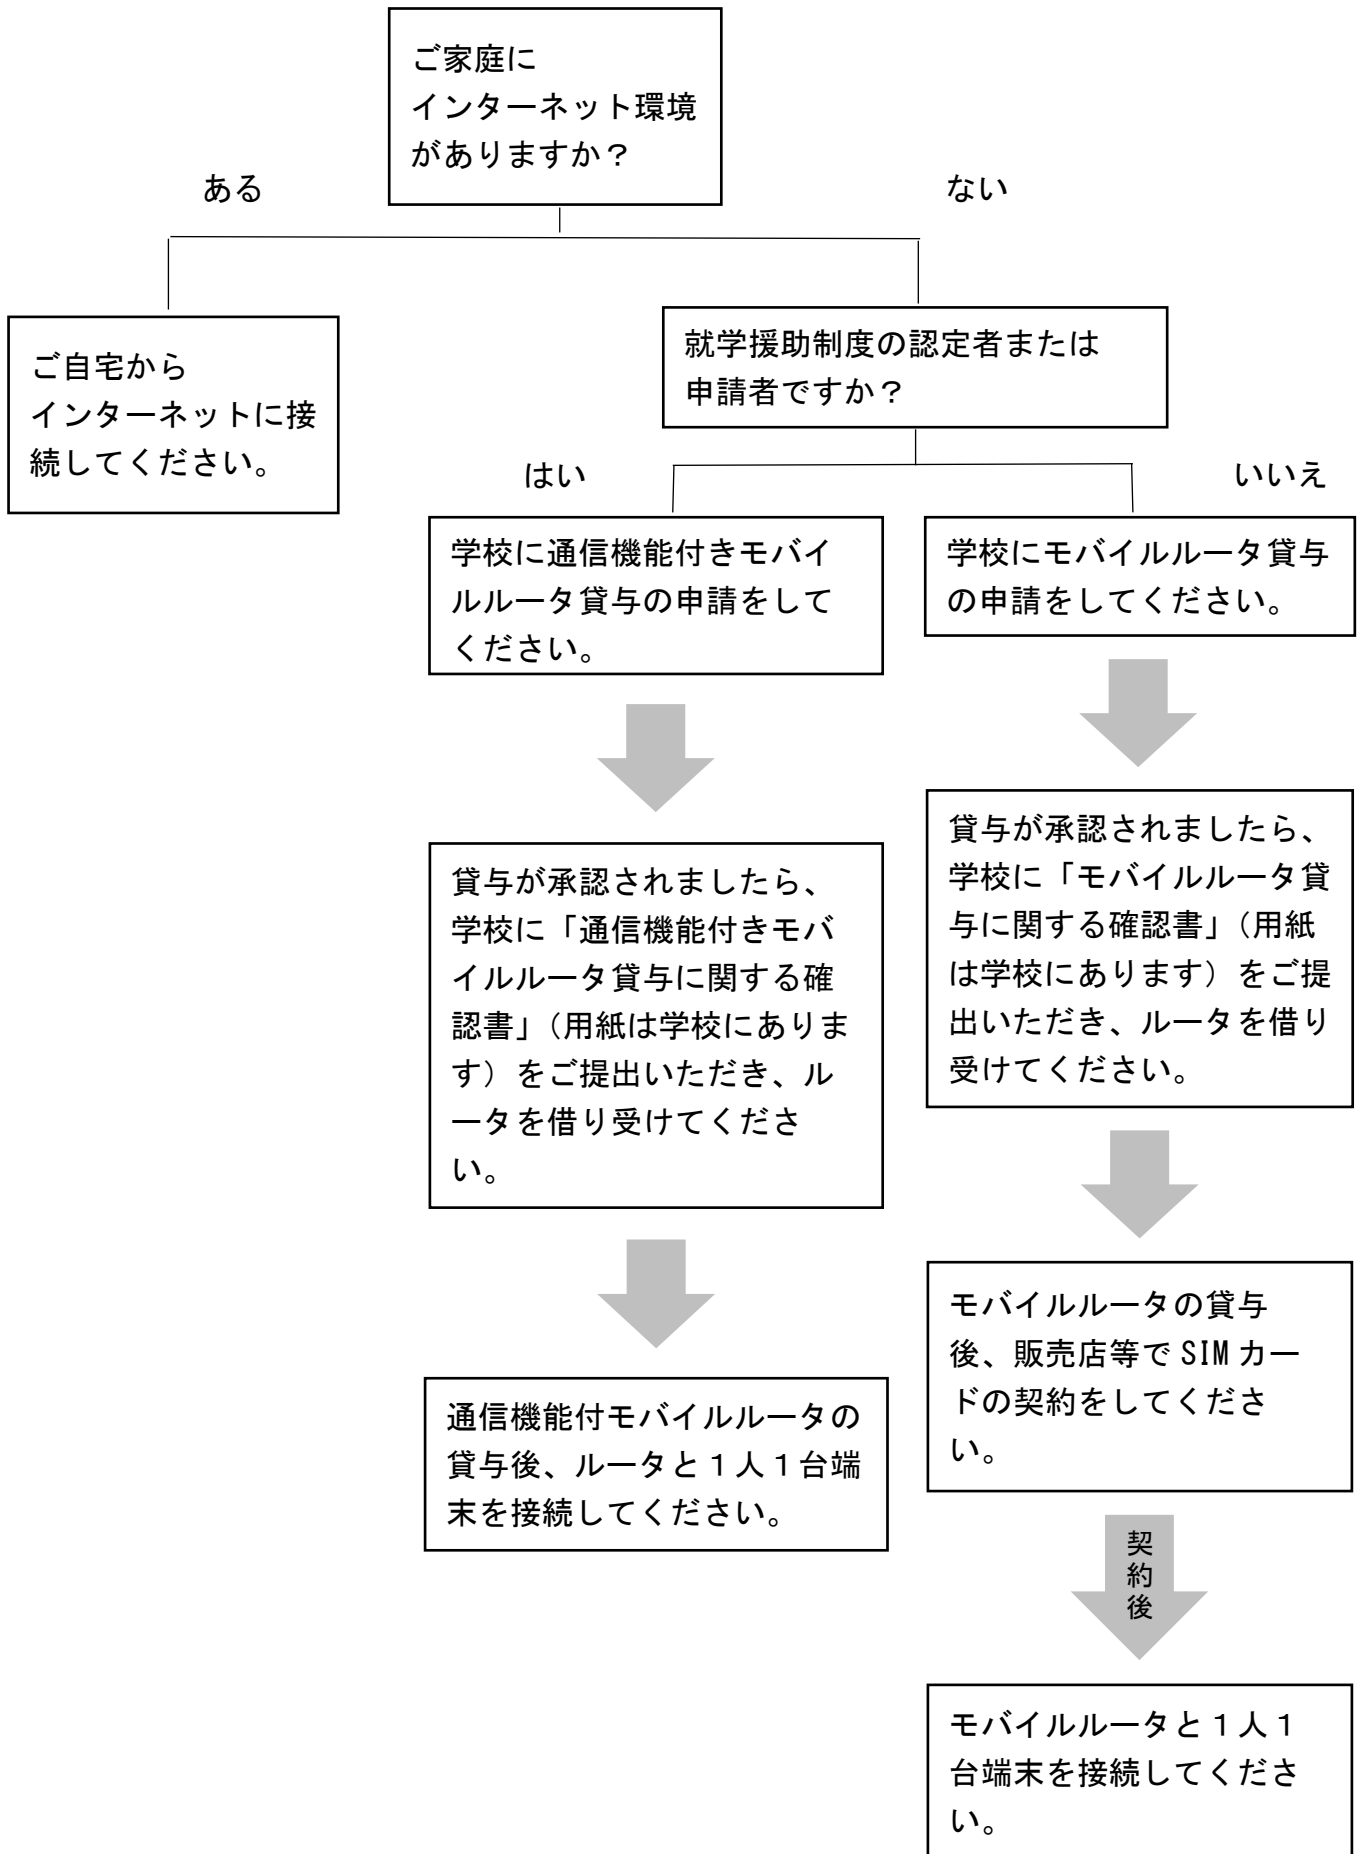 ご家庭に
インターネット環境
がありますか？
ある
ない
ご自宅から
インターネットに接
続してください。
就学援助制度の認定者または
申請者ですか？
はい
いいえ
学校に通信機能付きモバイ
ルルータ貸与の申請をして
ください。
学校にモバイルルータ貸与
の申請をしてください。
貸与が承認されましたら、
学校に「通信機能付きモバ
イルルータ貸与に関する確
認書」（用紙は学校にありま
す）をご提出いただき、ル
ータを借り受けてくださ
い。
貸与が承認されましたら、
学校に「モバイルルータ貸
与に関する確認書」（用紙
は学校にあります）をご提
出いただき、ルータを借り
受けてください。
通信機能付モバイルルータの
貸与後、ルータと１人１台端
末を接続してください。
モバイルルータの貸与
後、販売店等で SIM カー
ドの契約をしてくださ
い。
契約後
モバイルルータと１人１
台端末を接続してくださ
い。